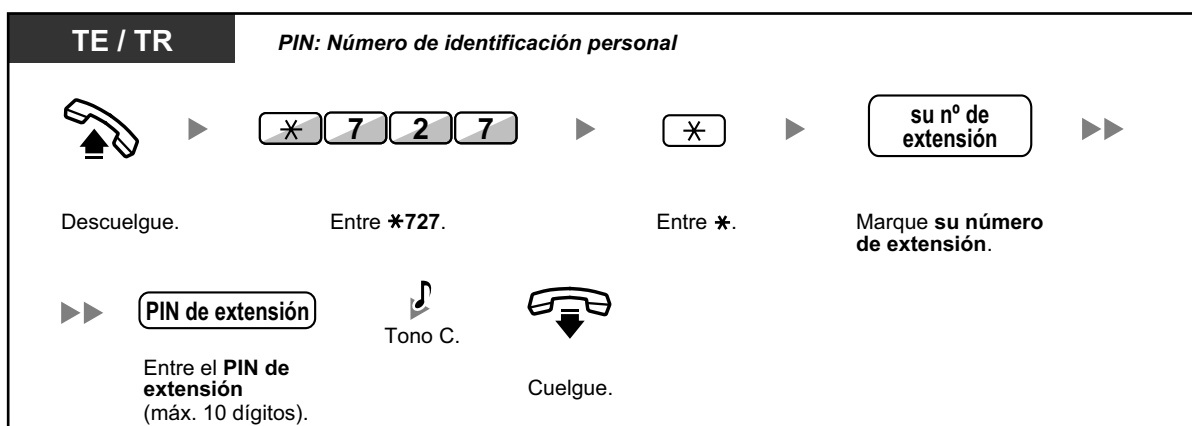 TE / TR
PIN: Número de identificación personal
* 7 2 7
*
su nº de
extensión
Descuelgue.
Entre *727.
Entre *.
Marque su número
de extensión.
PIN de extensión
Tono C.
Entre el PIN de
extensión
(máx. 10 dígitos).
Cuelgue.